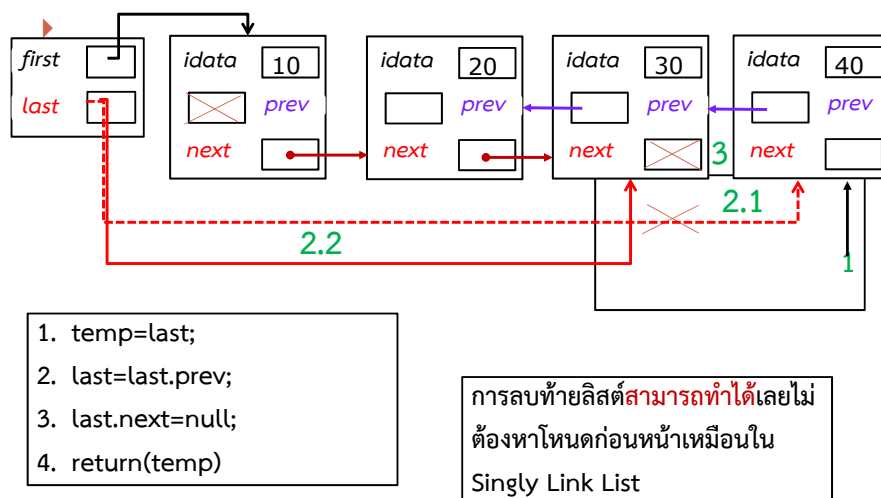 first
last
idata 10
prev
next
idata 20
prev
next
idata 30
prev
next
idata 40
prev
next
3
2.1
2.2
1
1. temp=last;
2. last=last.prev;
3. last.next=null;
4. return(temp)
การลบท้ายลิสต์สามารถทำได้เลยไม่
ต้องหาโหนดก่อนหน้าเหมือนใน
Singly Link List